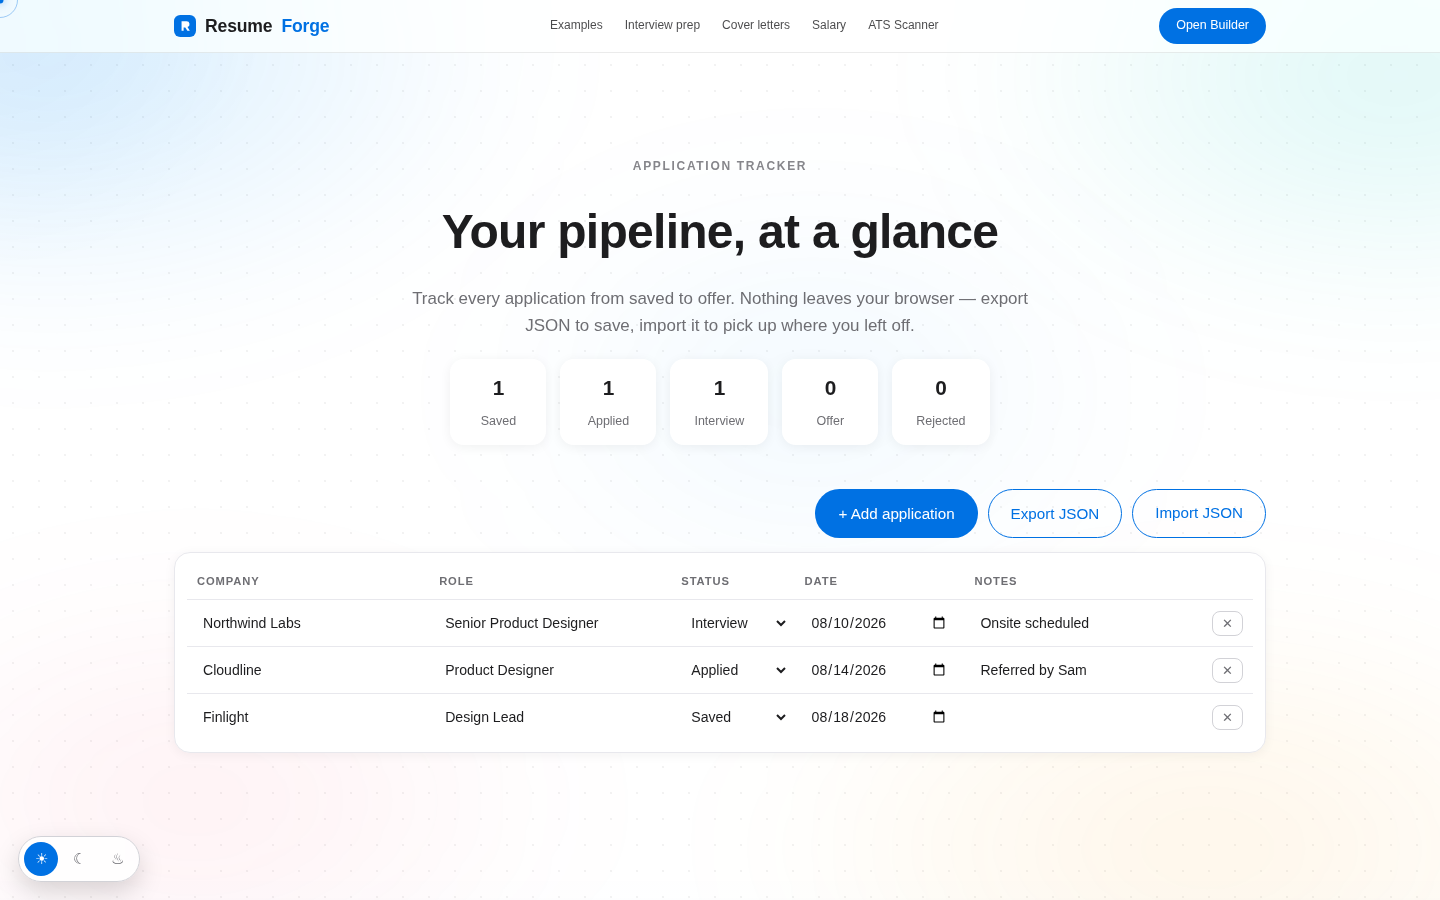 Resume Forge
Examples Interview prep Cover letters Salary ATS Scanner
Open Builder
APPLICATION TRACKER
Your pipeline, at a glance
Track every application from saved to offer. Nothing leaves your browser — export
JSON to save, import it to pick up where you left off.
1 1 1 0 0
Saved Applied Interview Offer Rejected
+ Add application Export JSON Import JSON
COMPANY ROLE STATUS DATE NOTES
Northwind Labs Senior Product Designer Interview 08/10/2026 Onsite scheduled ✕
Cloudline Product Designer Applied 08/14/2026 Referred by Sam ✕
Finlight Design Lead Saved 08/18/2026 ✕